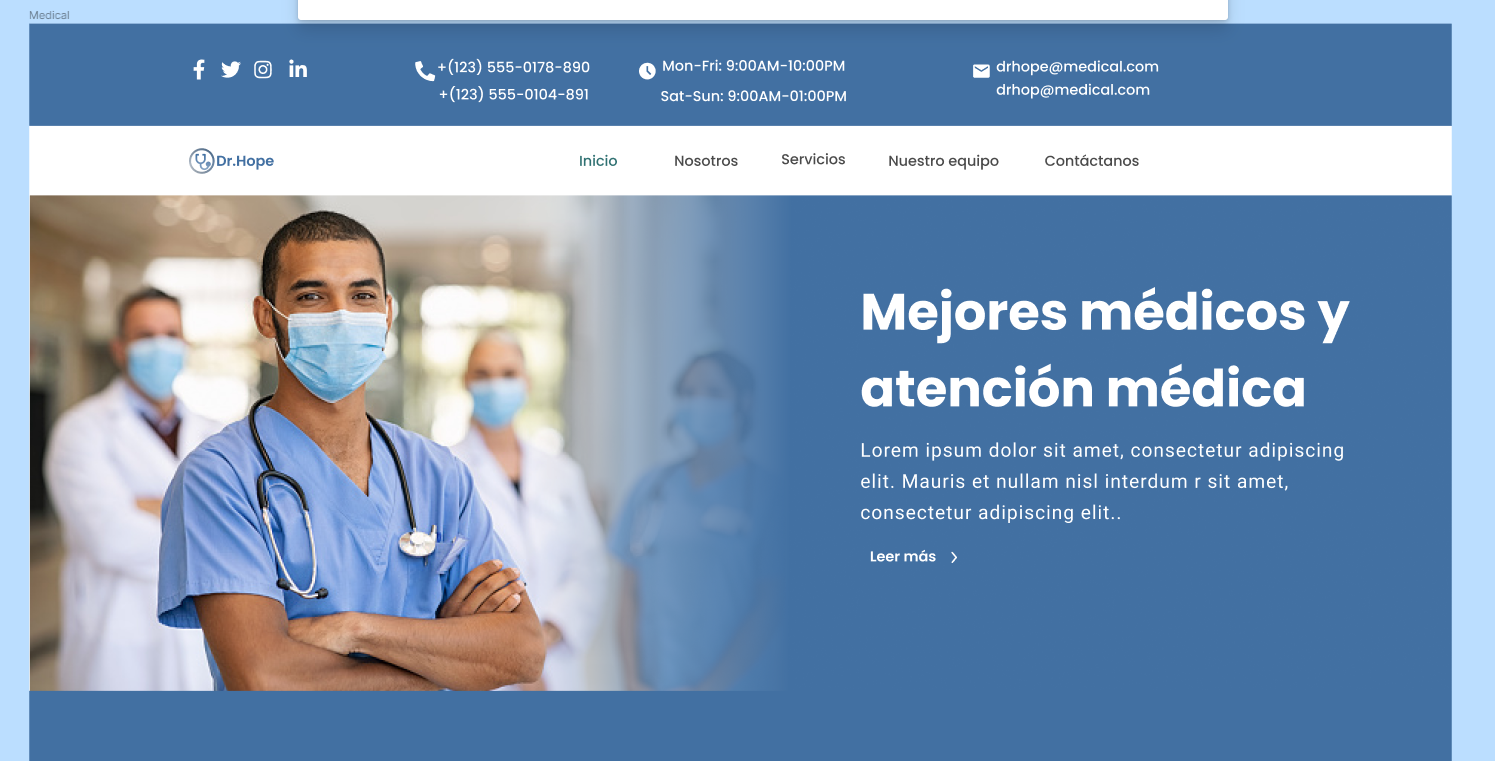 Medical
+(123) 555-0178-890
+(123) 555-0104-891
Mon-Fri: 9:00AM-10:00PM
Sat-Sun: 9:00AM-01:00PM
drhope@medical.com
drhop@medical.com
Dr.Hope
Inicio
Nosotros
Servicios
Nuestro equipo
Contáctanos
Mejores médicos y
atención médica
Lorem ipsum dolor sit amet, consectetur adipiscing
elit. Mauris et nullam nisl interdum r sit amet,
consectetur adipiscing elit..
Leer más